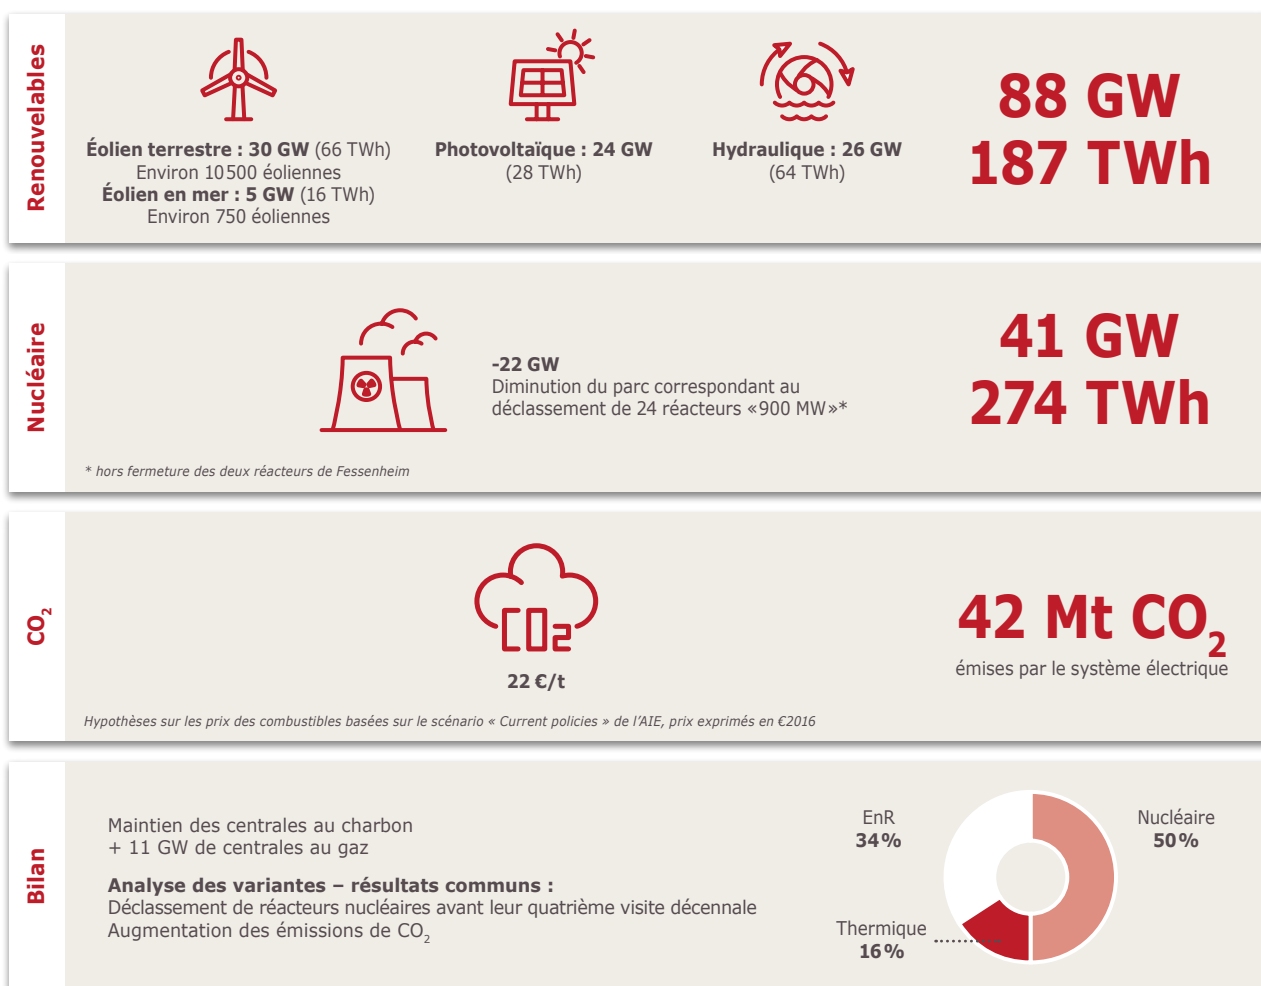 Renouvelables
Éolien terrestre : 30 GW (66 TWh)
Environ 10500 éoliennes
Éolien en mer : 5 GW (16 TWh)
Environ 750 éoliennes
Photovoltaïque : 24 GW
(28 TWh)
Hydraulique : 26 GW
(64 TWh)
88 GW
187 TWh
Nucléaire
-22 GW
Diminution du parc correspondant au
déclassement de 24 réacteurs «900 MW»*
41 GW
274 TWh
* hors fermeture des deux réacteurs de Fessenheim
CO₂
CO2
22 €/t
42 Mt CO₂
émises par le système électrique
Hypothèses sur les prix des combustibles basées sur le scénario « Current policies » de l’AIE, prix exprimés en €2016
Bilan
Maintien des centrales au charbon
+ 11 GW de centrales au gaz
Analyse des variantes – résultats communs :
Déclassement de réacteurs nucléaires avant leur quatrième visite décennale
Augmentation des émissions de CO₂
EnR
34%
Nucléaire
50%
Thermique
16%